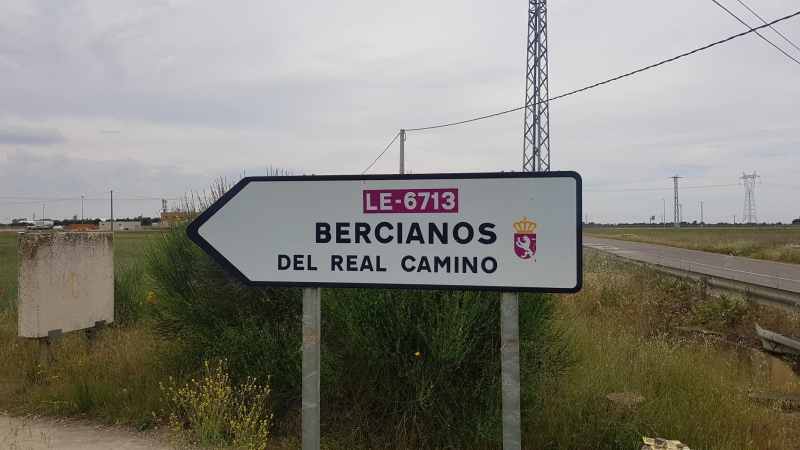 LE-6713
BERCIANOS
DEL REAL CAMINO